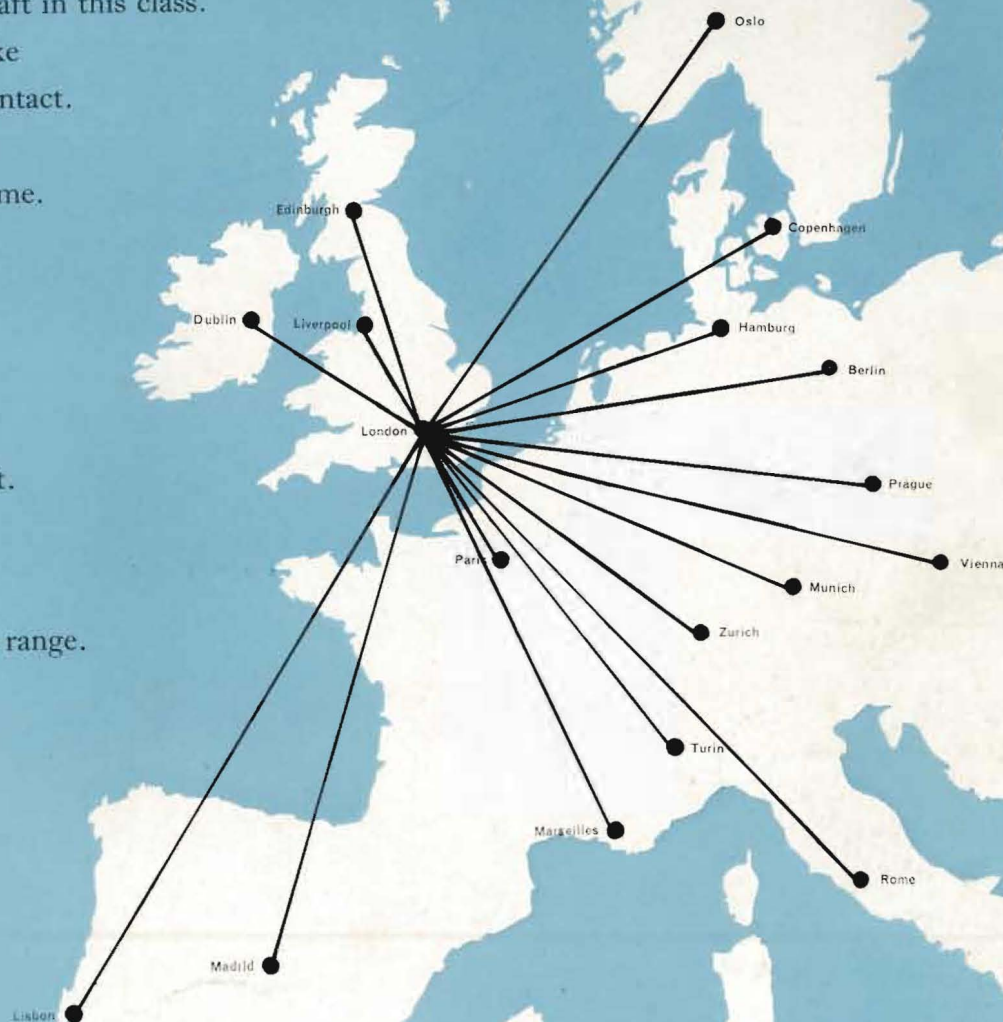 aft in this class.
ke
ntact.
me.
t.
range.
Oslo
Edinburgh
Copenhagen
Dublin
Liverpool
Hamburg
Berlin
London
Prague
Paris
Vienna
Munich
Zurich
Turin
Marseilles
Rome
Madrid
Lisbon